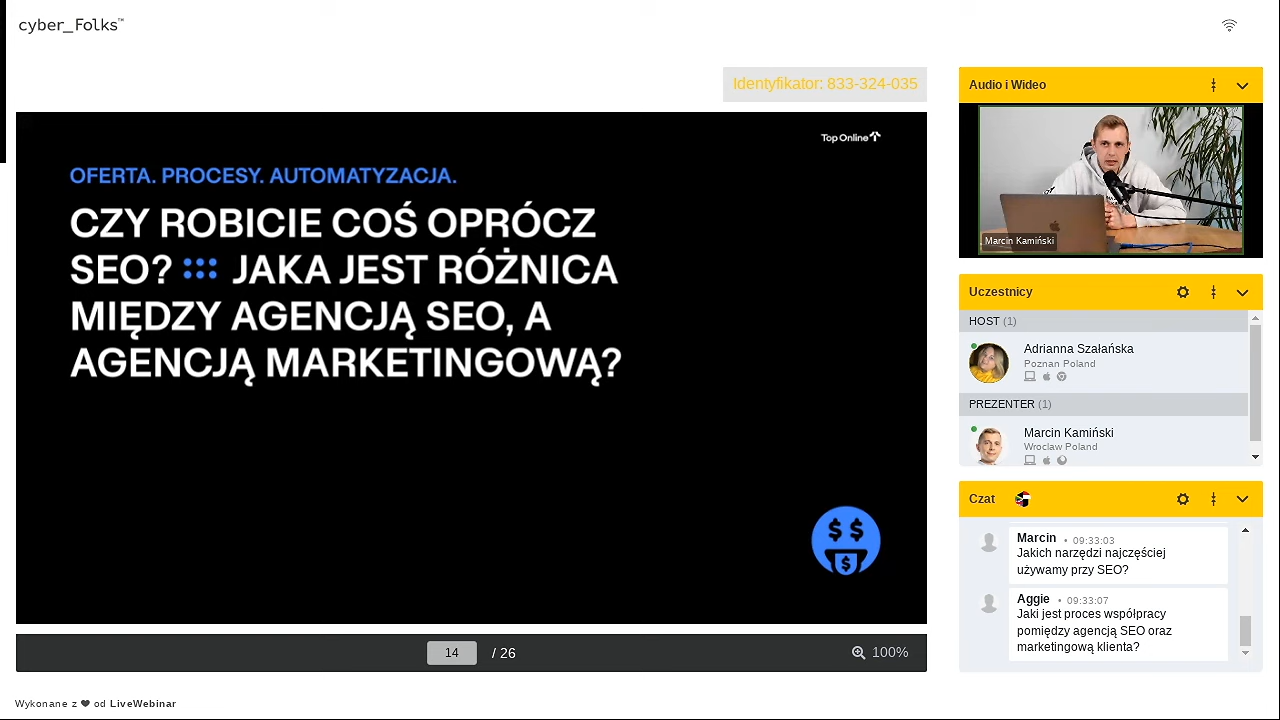 cyber_Folks™
Identyfikator: 833-324-035
Top Online
OFERTA. PROCESY. AUTOMATYZACJA.
CZY ROBICIE COŚ OPRÓCZ
SEO? JAKA JEST RÓŻNICA
MIĘDZY AGENCJĄ SEO, A
AGENCJĄ MARKETINGOWĄ?
$ $
$
14 / 26
100%
Wykonane z ❤ od LiveWebinar
Audio i Wideo
Marcin Kamiński
Uczestnicy
HOST (1)
Adrianna Szałańska
Poznan Poland
PREZENTER (1)
Marcin Kamiński
Wroclaw Poland
Czat
Marcin • 09:33:03
Jakich narzędzi najczęściej
używamy przy SEO?
Aggie • 09:33:07
Jaki jest proces współpracy
pomiędzy agencją SEO oraz
marketingową klienta?